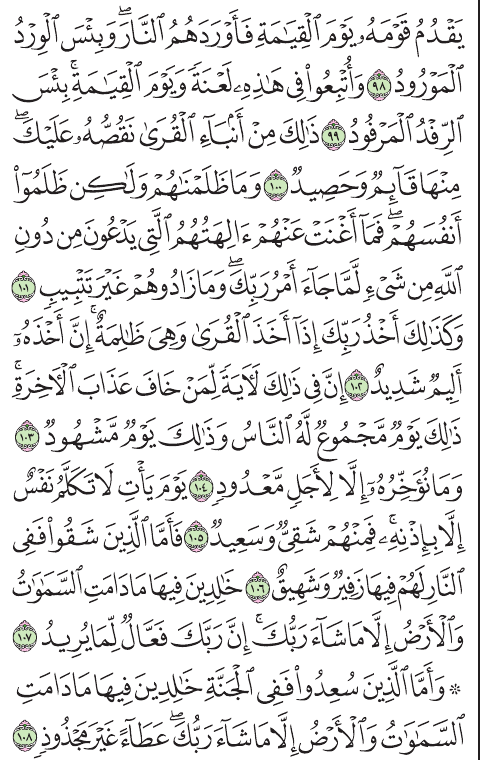 يَقْدُمُ قَوْمَهُۥ يَوْمَ ٱلْقِيَٰمَةِ فَأَوْرَدَهُمُ ٱلنَّارَۖ وَبِئْسَ ٱلْوِرْدُ
ٱلْمَوْرُودُ ٩٨ وَأُتْبِعُوا۟ فِى هَٰذِهِۦ لَعْنَةً وَيَوْمَ ٱلْقِيَٰمَةِۚ بِئْسَ
ٱلرِّفْدُ ٱلْمَرْفُودُ ٩٩ ذَٰلِكَ مِنْ أَنۢبَآءِ ٱلْقُرَىٰ نَقُصُّهُۥ عَلَيْكَۖ
مِنْهَا قَآئِمٌ وَحَصِيدٌ ١٠٠ وَمَا ظَلَمْنَٰهُمْ وَلَٰكِن ظَلَمُوٓا۟
أَنفُسَهُمْۖ فَمَآ أَغْنَتْ عَنْهُمْ ءَالِهَتُهُمُ ٱلَّتِى يَدْعُونَ مِن دُونِ
ٱللَّهِ مِن شَىْءٍ لَّمَّا جَآءَ أَمْرُ رَبِّكَۖ وَمَا زَادُوهُمْ غَيْرَ تَتْبِيبٍ ١٠١
وَكَذَٰلِكَ أَخْذُ رَبِّكَ إِذَآ أَخَذَ ٱلْقُرَىٰ وَهِىَ ظَٰلِمَةٌۚ إِنَّ أَخْذَهُۥٓ
أَلِيمٌ شَدِيدٌ ١٠٢ إِنَّ فِى ذَٰلِكَ لَءَايَةً لِّمَنْ خَافَ عَذَابَ ٱلْءَاخِرَةِۚ
ذَٰلِكَ يَوْمٌ مَّجْمُوعٌ لَّهُ ٱلنَّاسُ وَذَٰلِكَ يَوْمٌ مَّشْهُودٌ ١٠٣
وَمَا نُؤَخِّرُهُۥٓ إِلَّا لِأَجَلٍ مَّعْدُودٍ ١٠٤ يَوْمَ يَأْتِ لَا تَكَلَّمُ نَفْسٌ
إِلَّا بِإِذْنِهِۦۚ فَمِنْهُمْ شَقِىٌّ وَسَعِيدٌ ١٠٥ فَأَمَّا ٱلَّذِينَ شَقُوا۟ فَفِى
ٱلنَّارِ لَهُمْ فِيهَا زَفِيرٌ وَشَهِيقٌ ١٠٦ خَٰلِدِينَ فِيهَا مَا دَامَتِ ٱلسَّمَٰوَٰتُ
وَٱلْأَرْضُ إِلَّا مَا شَآءَ رَبُّكَۚ إِنَّ رَبَّكَ فَعَّالٌ لِّمَا يُرِيدُ ١٠٧
* وَأَمَّا ٱلَّذِينَ سُعِدُوا۟ فَفِى ٱلْجَنَّةِ خَٰلِدِينَ فِيهَا مَا دَامَتِ
ٱلسَّمَٰوَٰتُ وَٱلْأَرْضُ إِلَّا مَا شَآءَ رَبُّكَۖ عَطَآءً غَيْرَ مَجْذُوذٍ ١٠٨